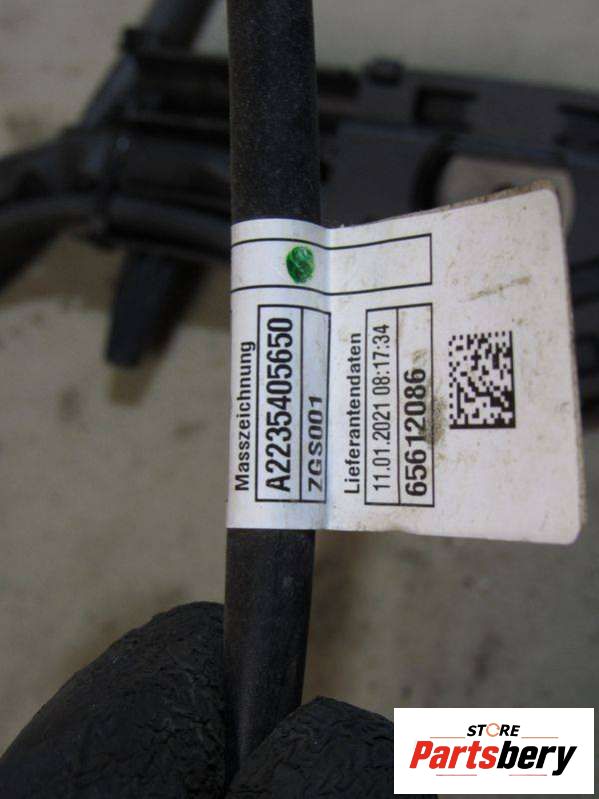 Masszeichnung
A2235405650
ZGS001
Lieferantendaten
11.01.2021 08:17:34
65612086
STORE
Partsbery